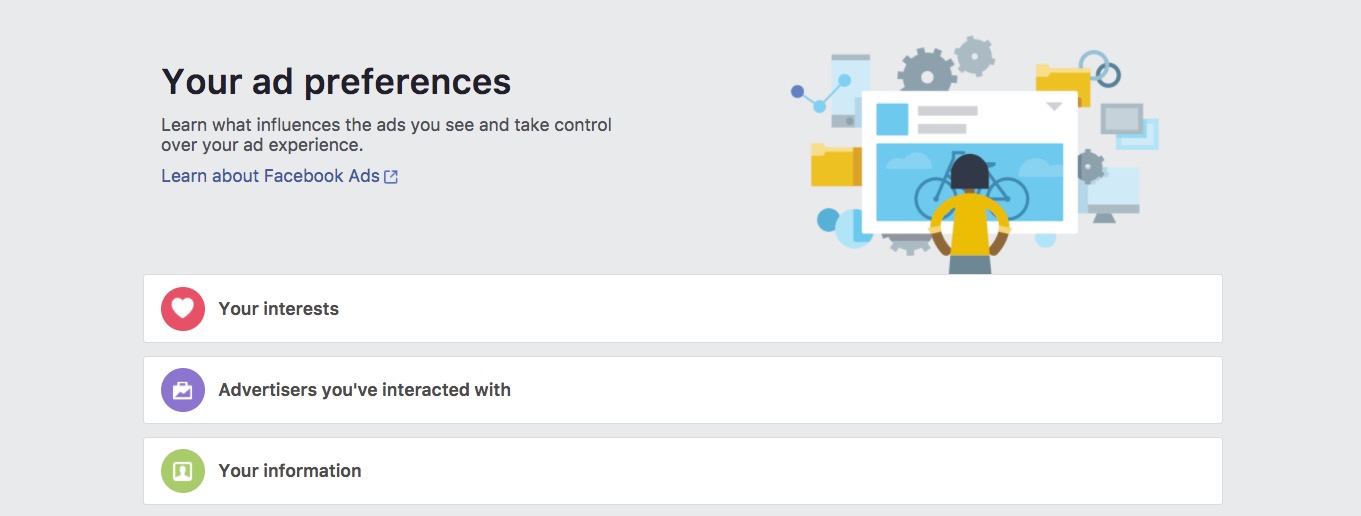 Your ad preferences
Learn what influences the ads you see and take control
over your ad experience.
Learn about Facebook Ads
Your interests
Advertisers you've interacted with
Your information